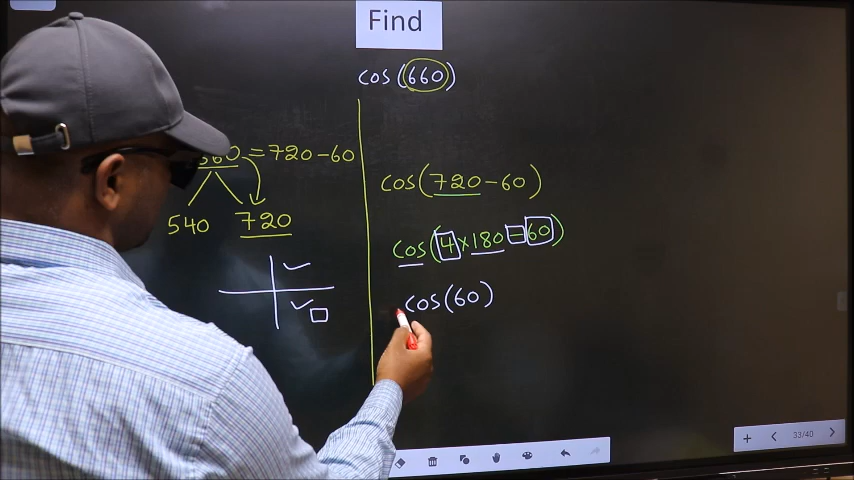 Find
cos(660)
= 720 - 60
540 720
cos(720 - 60)
cos(4 × 180 - 60)
cos(60)
33/40